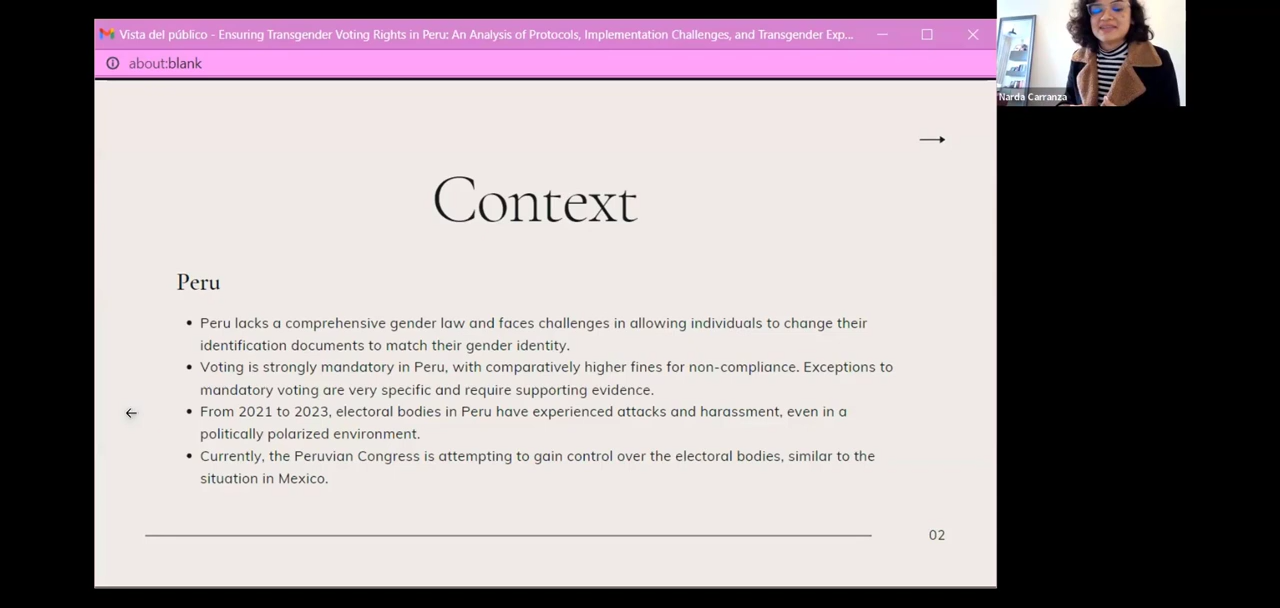 Vista del público - Ensuring Transgender Voting Rights in Peru: An Analysis of Protocols, Implementation Challenges, and Transgender Exp...
about:blank
Narda Carranza
Context
Peru
Peru lacks a comprehensive gender law and faces challenges in allowing individuals to change their
identification documents to match their gender identity.
Voting is strongly mandatory in Peru, with comparatively higher fines for non-compliance. Exceptions to
mandatory voting are very specific and require supporting evidence.
From 2021 to 2023, electoral bodies in Peru have experienced attacks and harassment, even in a
politically polarized environment.
Currently, the Peruvian Congress is attempting to gain control over the electoral bodies, similar to the
situation in Mexico.
02